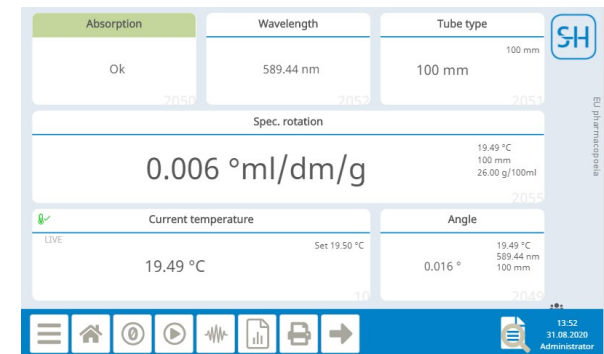 Absorption
Ok
2050
Wavelength
589.44 nm
2052
Tube type
100 mm
100 mm
2051
SH
EU pharmacopoeia
Spec. rotation
0.006 °ml/dm/g
19.49 °C
100 mm
26.00 g/100ml
2055
Current temperature
LIVE
Set 19.50 °C
19.49 °C
10
Angle
0.016 °
19.49 °C
589.44 nm
100 mm
2049
0
13:52
31.08.2020
Administrator